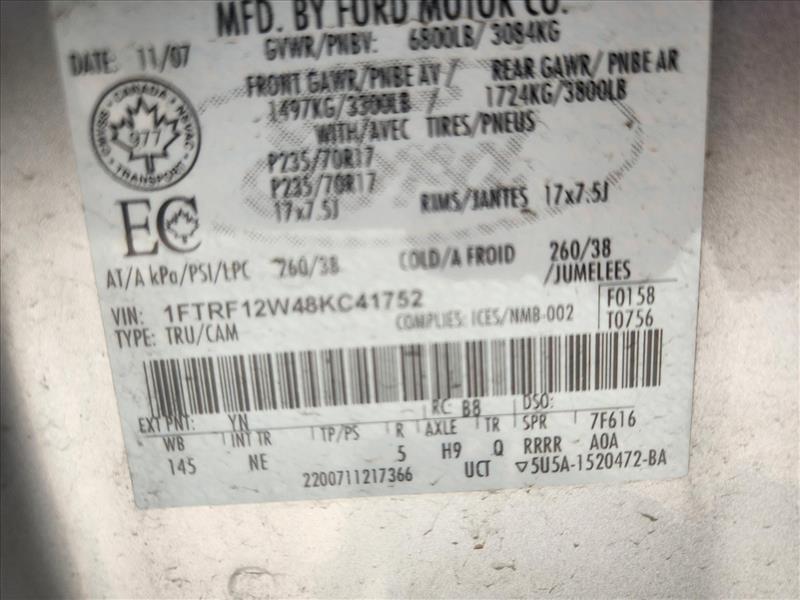 MFD. BY FORD MOTOR CO.
DATE: 11/07 GVWR/PNBV: 6800LB/ 3084KG
FRONT GAWR/PNBE AV/ REAR GAWR/ PNBE AR
1497KG/3300LB / 1724KG/3800LB
WITH/AVEC TIRES/PNEUS
P235/70R17
P235/70R17
17x7.5J RIMS/JANTES 17x7.5J
CANADA
TRANSPORT
977
EC
AT/A kPa/PSI/LPC 260/38 COLD/A FROID 260/38
/JUMELEES
VIN: 1FTRF12W48KC41752 F0158
TYPE: TRU/CAM COMPLIES: ICES/NMB-002 T0756
EXT PNT: YN RC: B8 DSO:
WB INT TR TP/PS R AXLE TR SPR 7F616
145 NE 5 H9 Q RRRR A0A
2200711217366 UCT ▽5U5A-1520472-BA